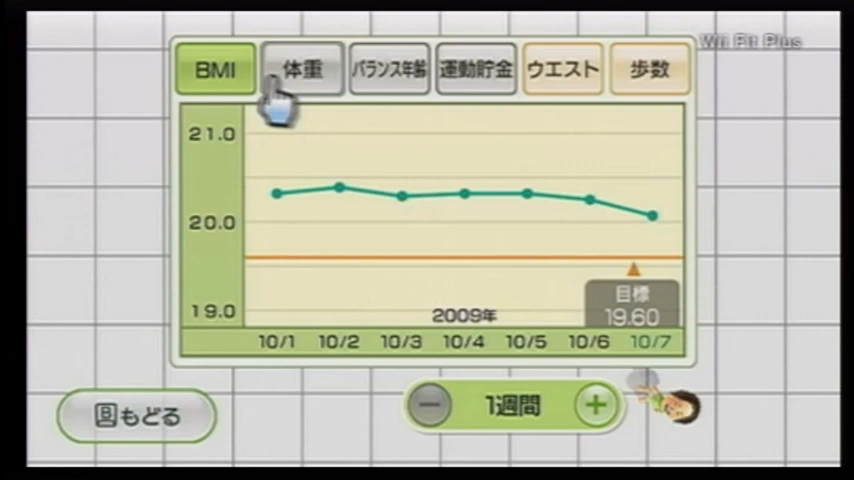 Wii Fit Plus
BMI 体重 バランス年齢 運動貯金 ウエスト 歩数
21.0
20.0
19.0
目標
19.60
2009年
10/1 10/2 10/3 10/4 10/5 10/6 10/7
Bもどる
− 1週間 +